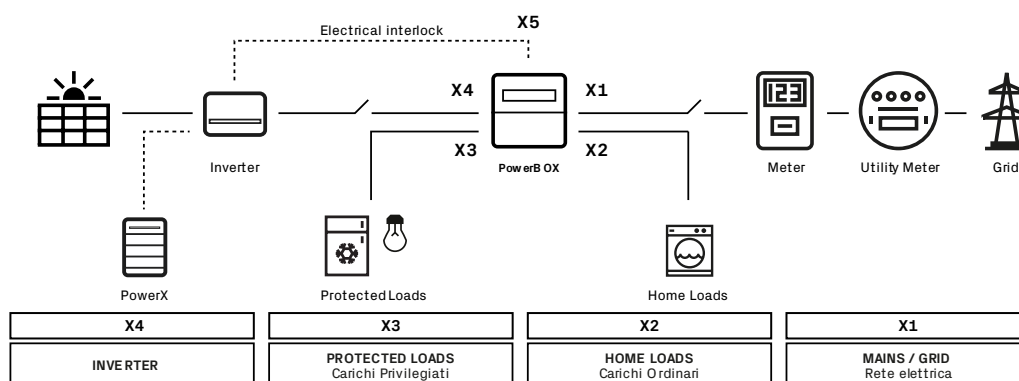 Electrical interlock
X5
X4
X1
X3
X2
123
Inverter
PowerBOX
Meter
Utility Meter
Grid
PowerX
Protected Loads
Home Loads
X4
X3
X2
X1
INVERTER
PROTECTED LOADS
Carichi Privilegiati
HOME LOADS
Carichi Ordinari
MAINS / GRID
Rete elettrica